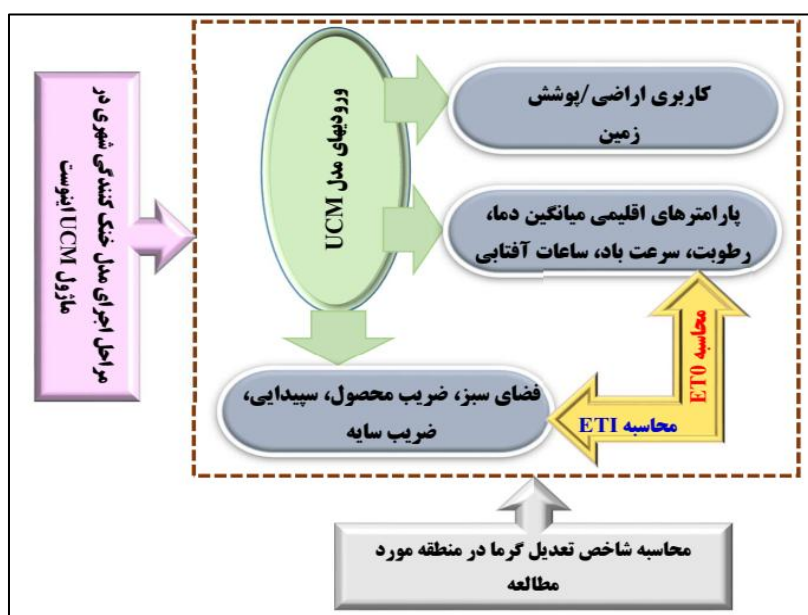 مراحل اجرای مدل خنک کنندگی شهری در
ماژول UCM اینوست
ورودیهای مدل
UCM
کاربری اراضی/پوشش
زمین
پارامترهای اقلیمی میانگین دما،
رطوبت، سرعت باد، ساعات آفتابی
محاسبه ET0
محاسبه ETI
فضای سبز، ضریب محصول، سپیدایی،
ضریب سایه
محاسبه شاخص تعدیل گرما در منطقه مورد
مطالعه